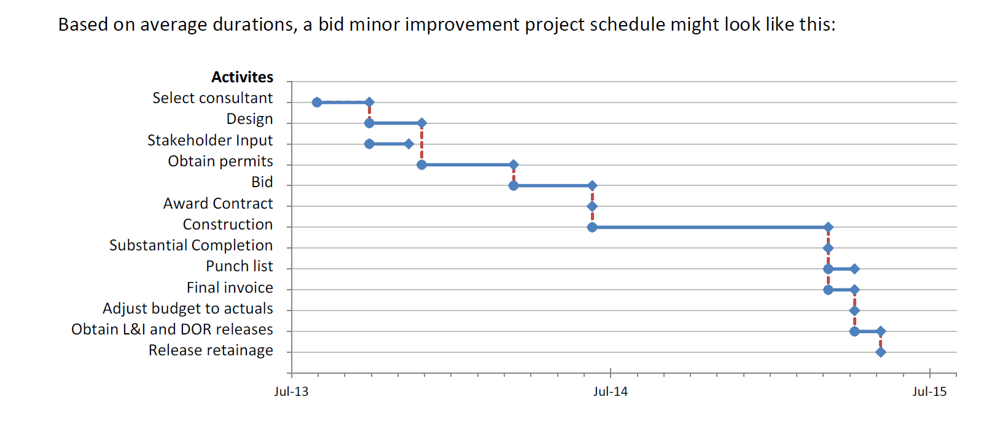 Based on average durations, a bid minor improvement project schedule might look like this:
Activites
Select consultant
Design
Stakeholder Input
Obtain permits
Bid
Award Contract
Construction
Substantial Completion
Punch list
Final invoice
Adjust budget to actuals
Obtain L&I and DOR releases
Release retainage
Jul-13 Jul-14 Jul-15